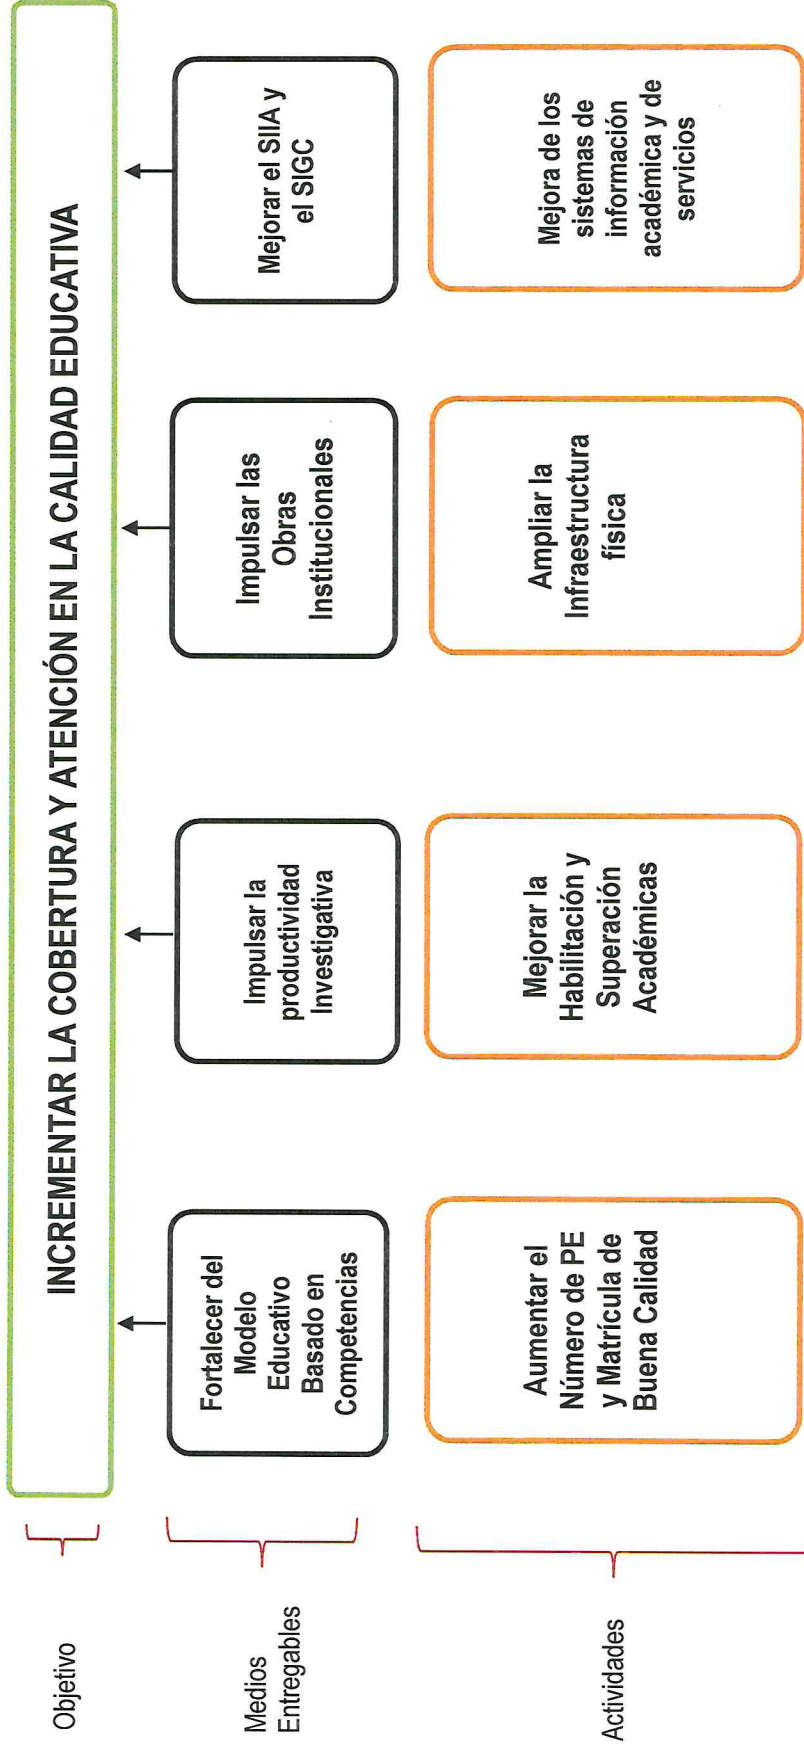 Objetivo
INCREMENTAR LA COBERTURA Y ATENCIÓN EN LA CALIDAD EDUCATIVA
Medios
Entregables
Fortalecer del
Modelo
Educativo
Basado en
Competencias
Impulsar la
productividad
Investigativa
Impulsar las
Obras
Institucionales
Mejorar el SIIA y
el SIGC
Actividades
Aumentar el
Número de PE
y Matrícula de
Buena Calidad
Mejorar la
Habilitación y
Superación
Académicas
Ampliar la
Infraestructura
física
Mejora de los
sistemas de
información
académica y de
servicios